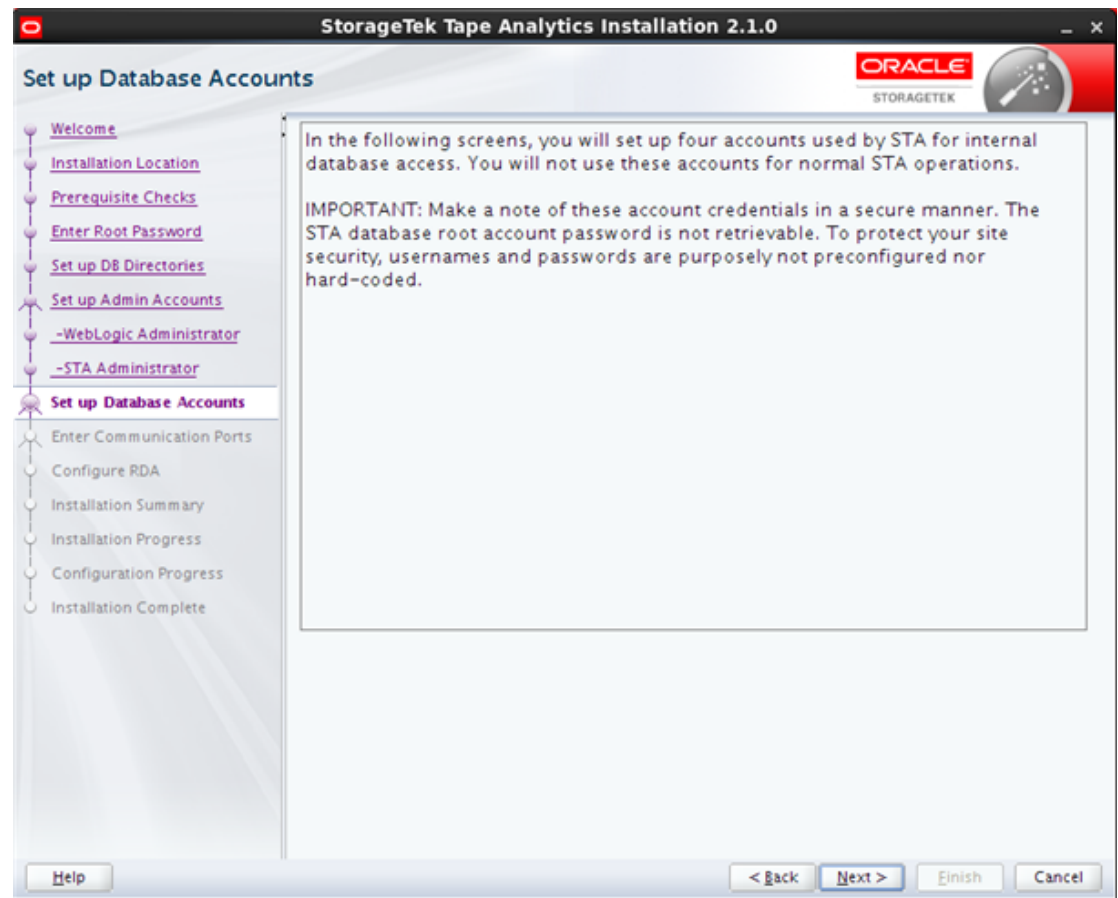 StorageTek Tape Analytics Installation 2.1.0
Set up Database Accounts
ORACLE
STORAGETEK
Welcome
Installation Location
Prerequisite Checks
Enter Root Password
Set up DB Directories
Set up Admin Accounts
-WebLogic Administrator
-STA Administrator
Set up Database Accounts
Enter Communication Ports
Configure RDA
Installation Summary
Installation Progress
Configuration Progress
Installation Complete
In the following screens, you will set up four accounts used by STA for internal
database access. You will not use these accounts for normal STA operations.
IMPORTANT: Make a note of these account credentials in a secure manner. The
STA database root account password is not retrievable. To protect your site
security, usernames and passwords are purposely not preconfigured nor
hard-coded.
Help
< Back
Next >
Finish
Cancel